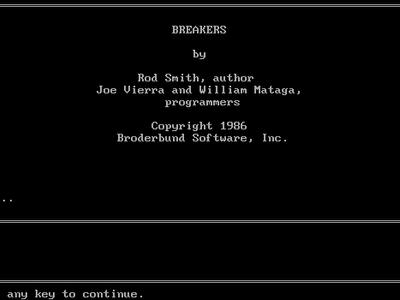 BREAKERS
by
Rod Smith, author
Joe Vierra and William Mataga,
programmers
Copyright 1986
Broderbund Software, Inc.
..
any key to continue.